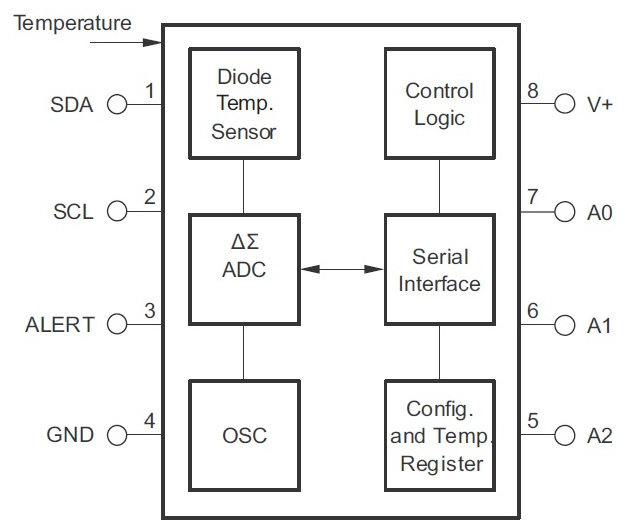 Temperature
SDA
1
SCL
2
ALERT
3
GND
4
Diode
Temp.
Sensor
ΔΣ
ADC
OSC
Control
Logic
Serial
Interface
Config.
and Temp.
Register
8
V+
7
A0
6
A1
5
A2